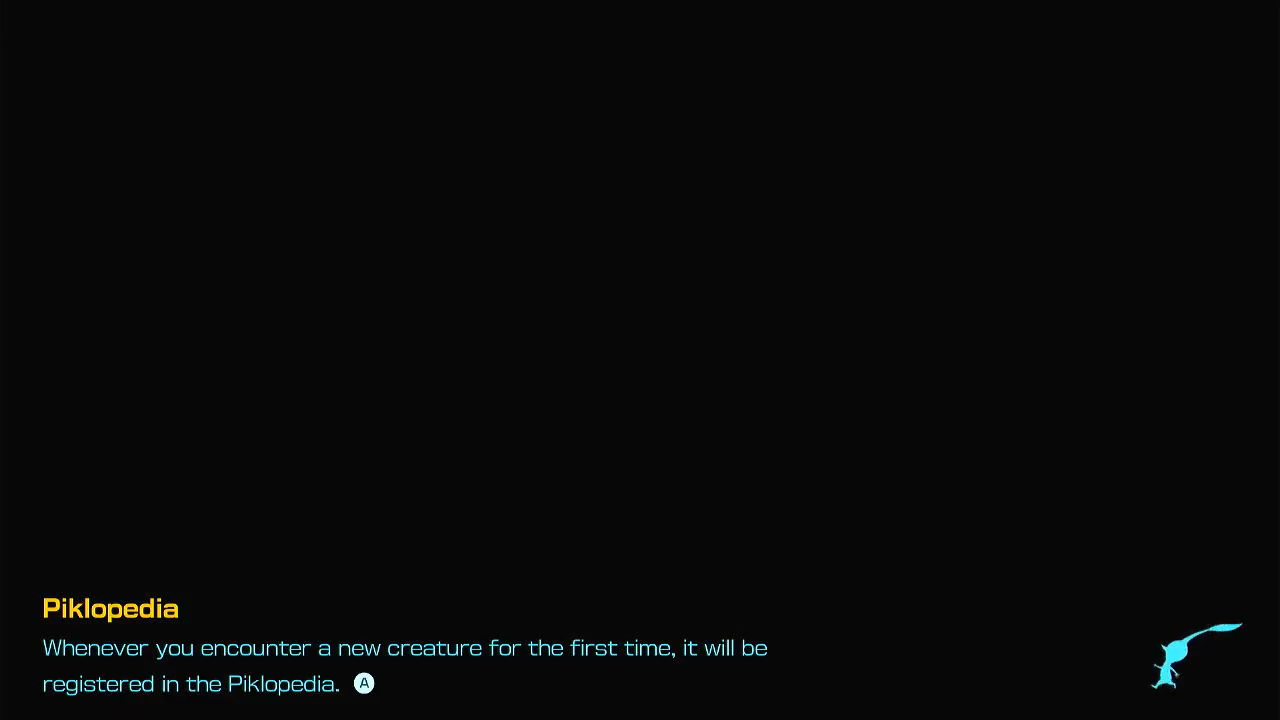 Piklopedia
Whenever you encounter a new creature for the first time, it will be
registered in the Piklopedia. A